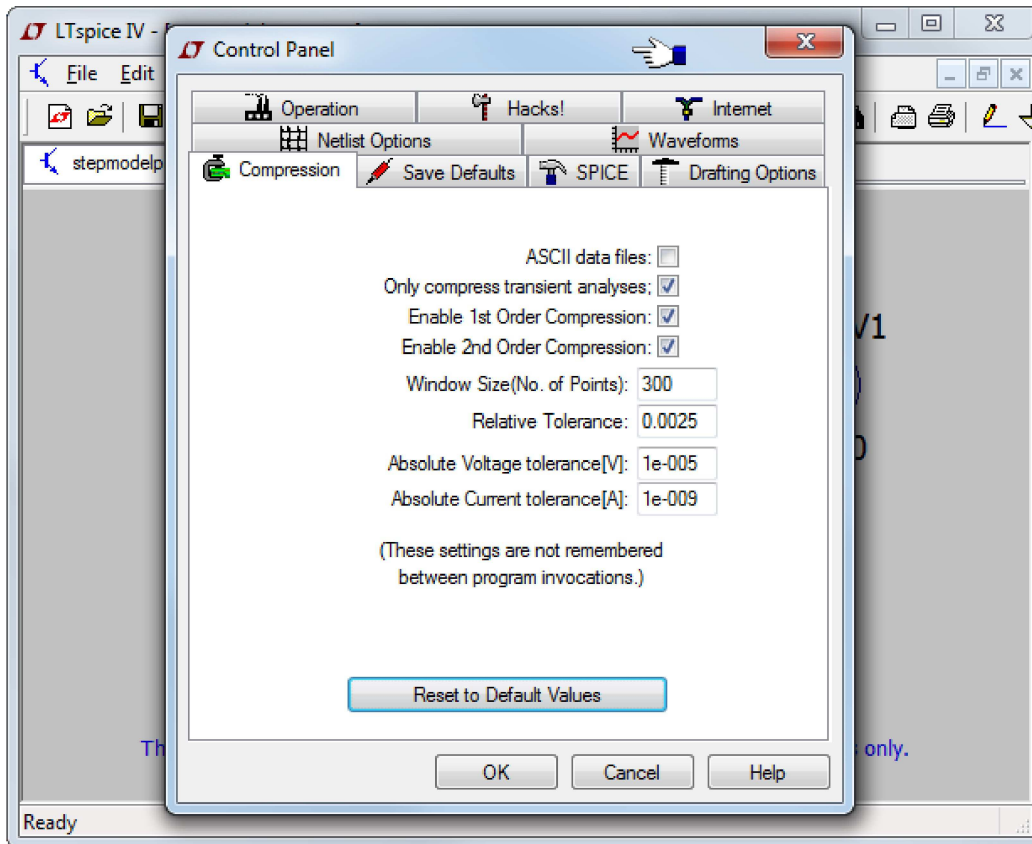 LTspice IV -
Control Panel
File Edit
Operation
Hacks!
Internet
Netlist Options
Waveforms
stepmodelp
Compression
Save Defaults
SPICE
Drafting Options
ASCII data files:
Only compress transient analyses;
Enable 1st Order Compression:
V1
Enable 2nd Order Compression:
Window Size(No. of Points): 300
Relative Tolerance: 0.0025
Absolute Voltage tolerance[V]: 1e-005
Absolute Current tolerance[A]: 1e-009
(These settings are not remembered
between program invocations.)
Reset to Default Values
Th
only.
OK
Cancel
Help
Ready